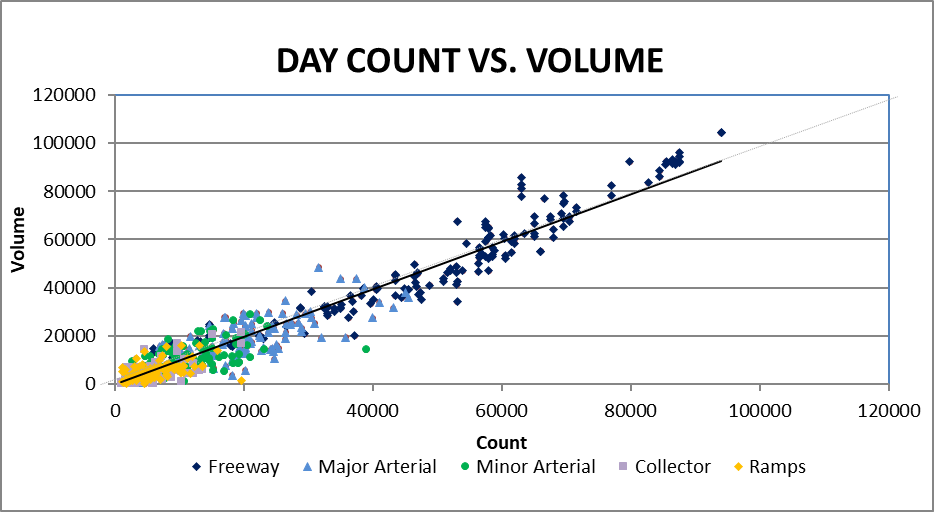 DAY COUNT VS. VOLUME
120000
100000
80000
60000
40000
20000
0
Volume
0 20000 40000 60000 80000 100000 120000
Count
Freeway Major Arterial Minor Arterial Collector Ramps